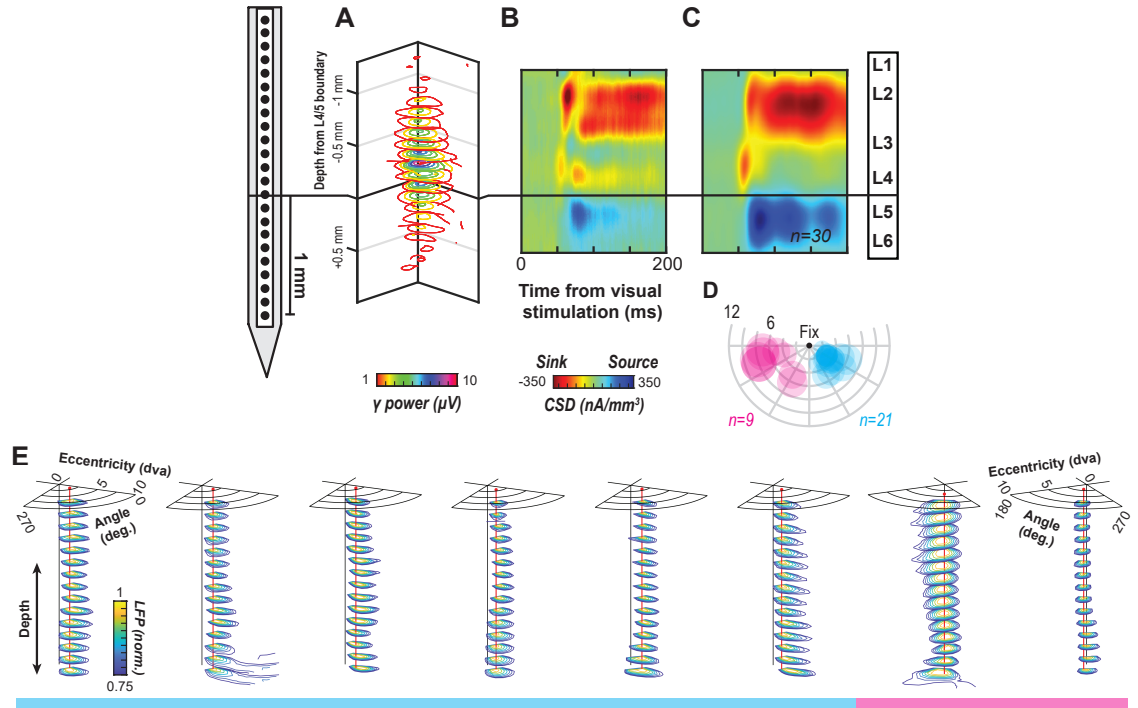 A
B
C
Depth from L4/5 boundary
-1 mm
-0.5 mm
+0.5 mm
1 mm
L1
L2
L3
L4
L5
L6
n=30
0
200
Time from visual
stimulation (ms)
1
10
γ power (µV)
Sink
Source
-350
350
CSD (nA/mm³)
D
12
6
Fix
n=9
n=21
E
Eccentricity (dva)
0
5
10
0
270
Angle
(deg.)
Depth
1
0.75
LFP (norm.)
Eccentricity (dva)
10
5
0
180
270
Angle
(deg.)